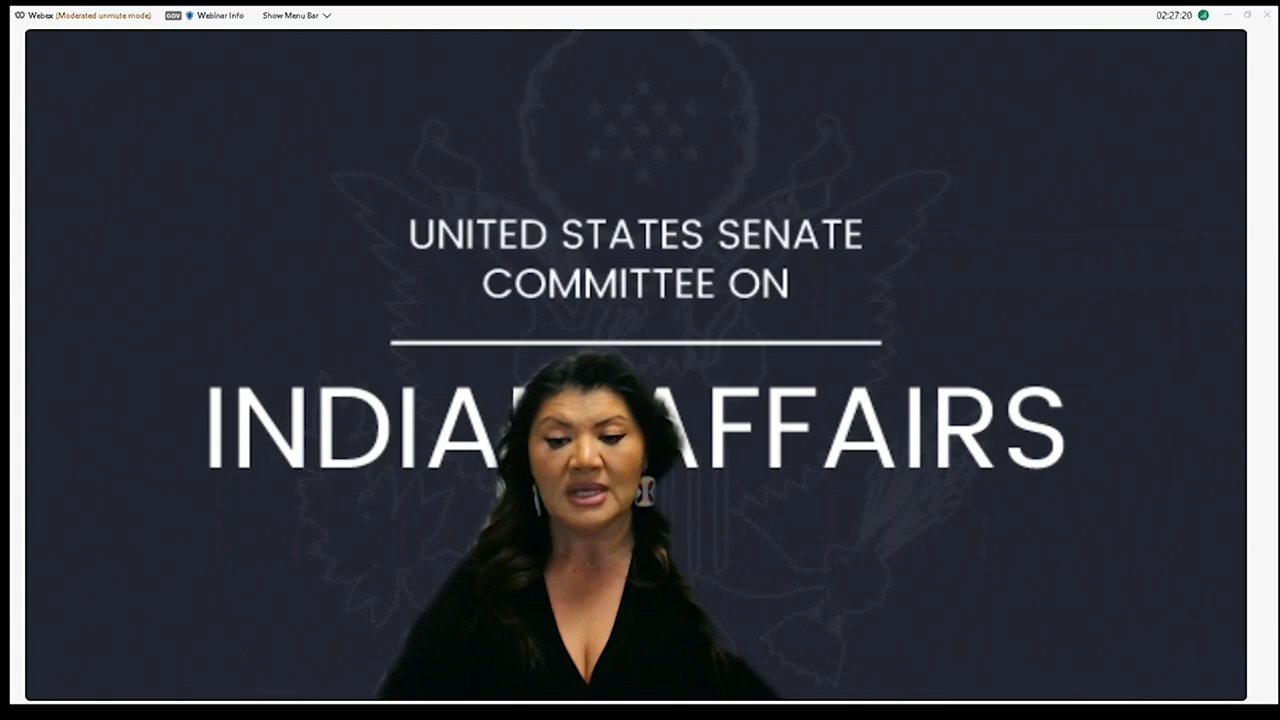 Webex (Moderated unmute mode) GOV Webinar Info Show Menu Bar 02:27:20
UNITED STATES SENATE
COMMITTEE ON
INDIAN AFFAIRS